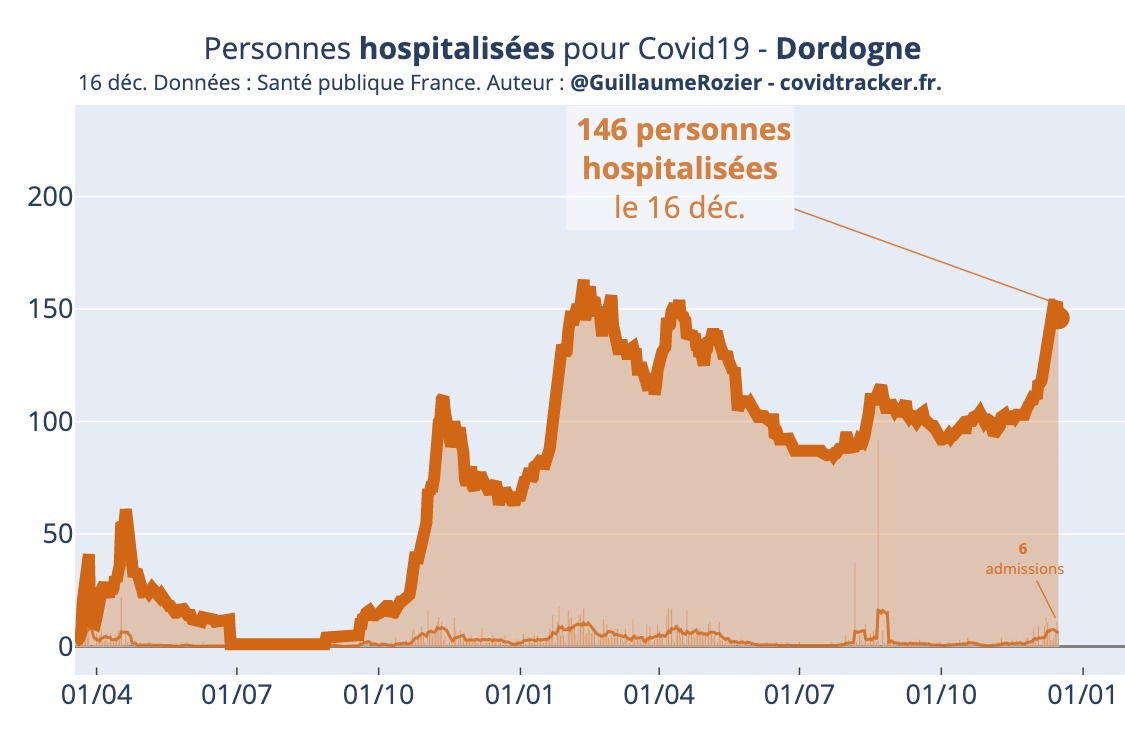 Personnes hospitalisées pour Covid19 - Dordogne
16 déc. Données : Santé publique France. Auteur : @GuillaumeRozier - covidtracker.fr.
146 personnes
hospitalisées
le 16 déc.
200
150
100
50
0
6
admissions
01/04 01/07 01/10 01/01 01/04 01/07 01/10 01/01